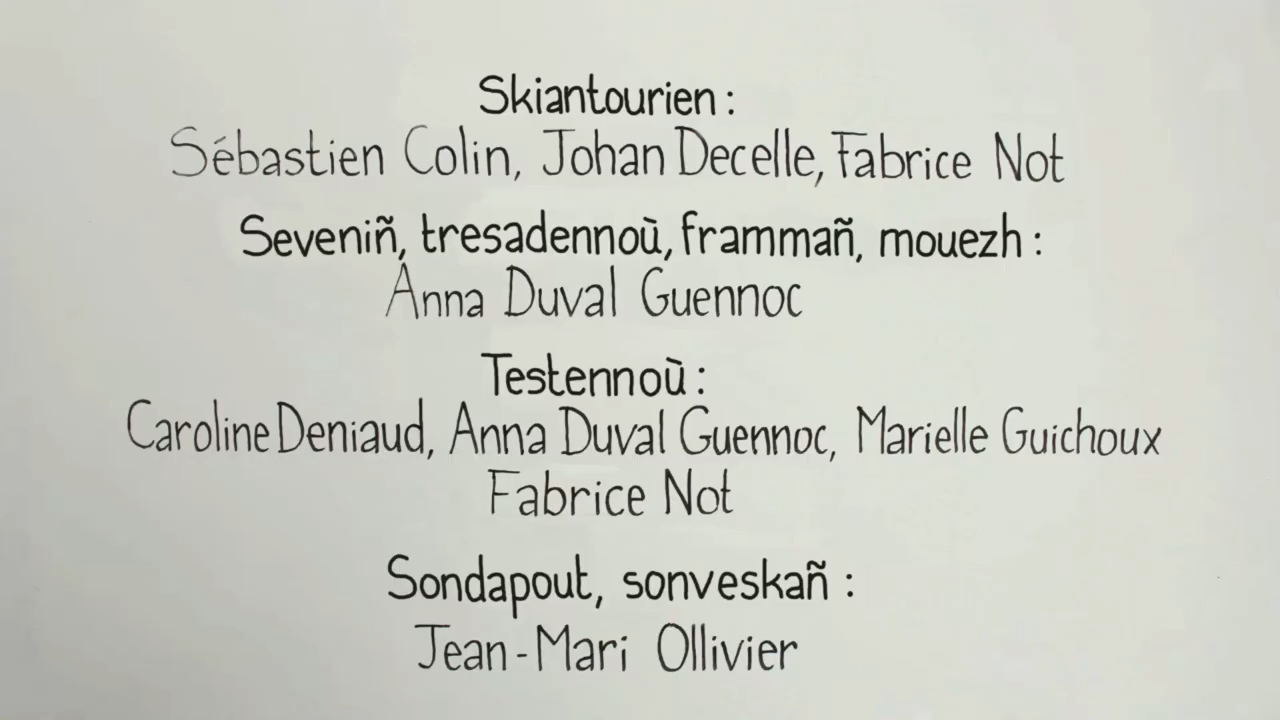 Skiantourien :
Sébastien Colin, Johan Decelle, Fabrice Not
Seveniñ, tresadennoù, frammañ, mouezh :
Anna Duval Guennoc
Testennoù :
Caroline Deniaud, Anna Duval Guennoc, Marielle Guichoux
Fabrice Not
Sondapout, sonveskañ :
Jean-Mari Ollivier